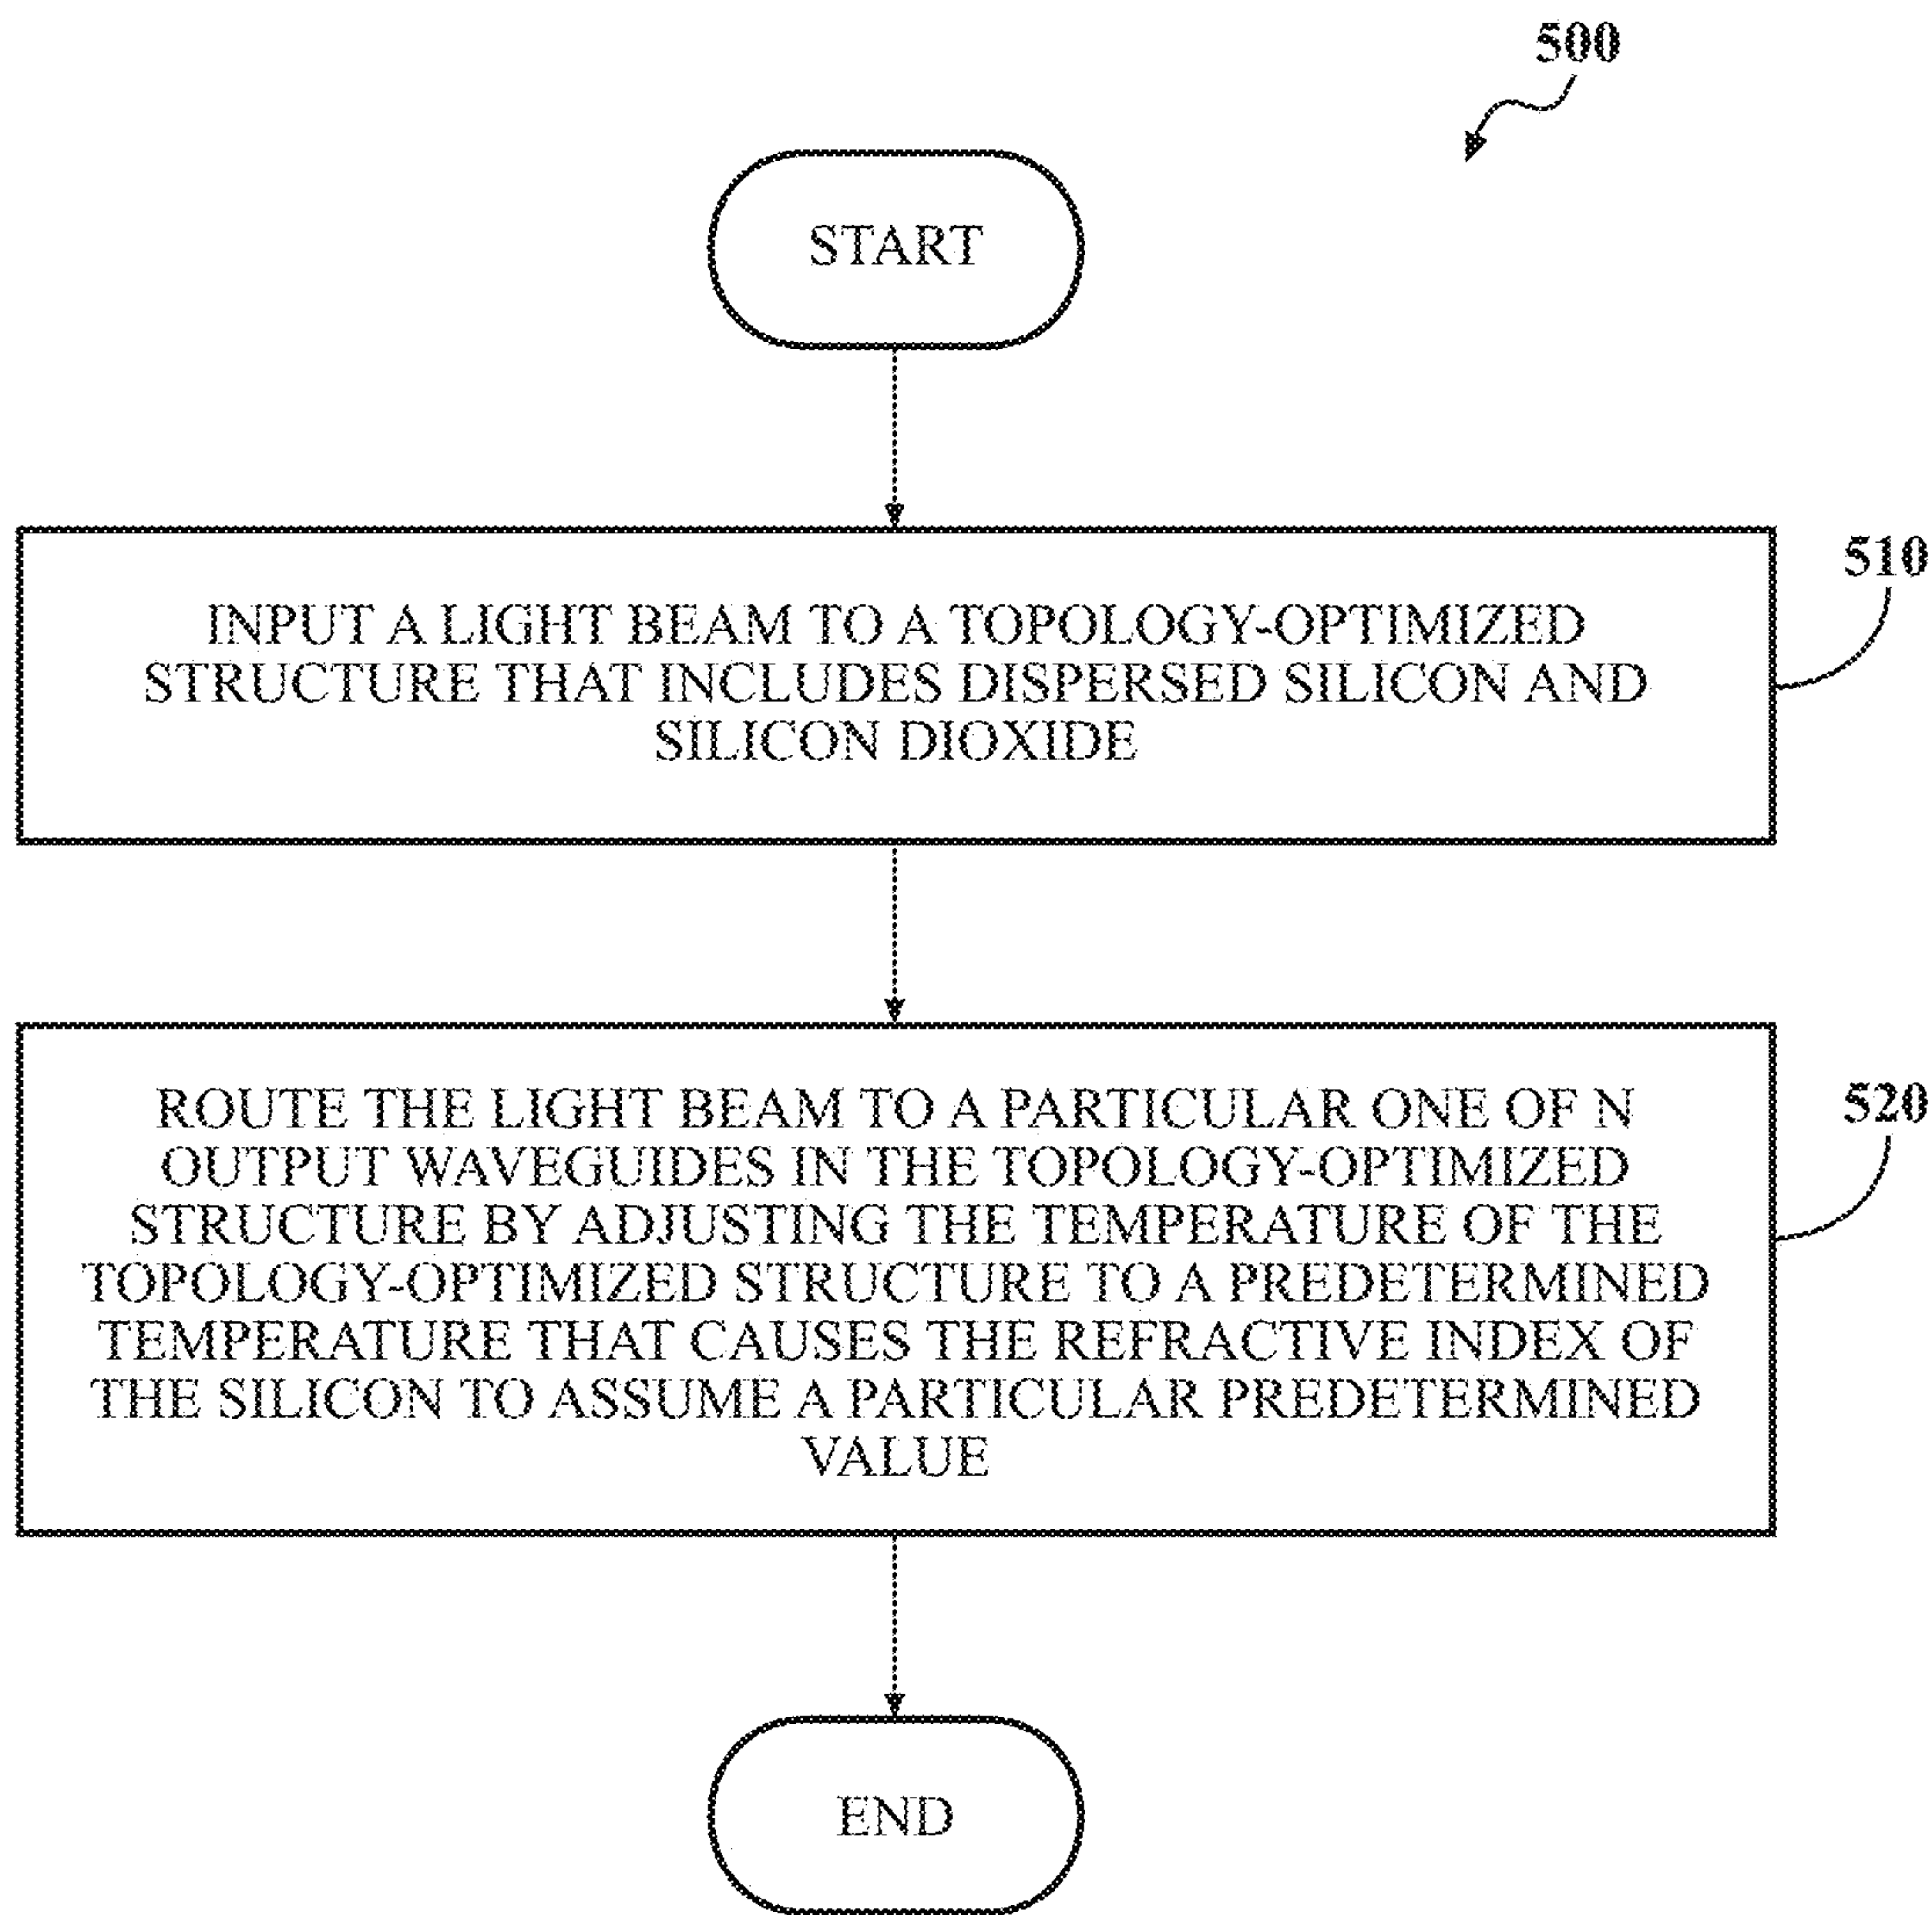 500
START
INPUT A LIGHT BEAM TO A TOPOLOGY-OPTIMIZED
STRUCTURE THAT INCLUDES DISPERSED SILICON AND
SILICON DIOXIDE
510
ROUTE THE LIGHT BEAM TO A PARTICULAR ONE OF N
OUTPUT WAVEGUIDES IN THE TOPOLOGY-OPTIMIZED
STRUCTURE BY ADJUSTING THE TEMPERATURE OF THE
TOPOLOGY-OPTIMIZED STRUCTURE TO A PREDETERMINED
TEMPERATURE THAT CAUSES THE REFRACTIVE INDEX OF
THE SILICON TO ASSUME A PARTICULAR PREDETERMINED
VALUE
520
END